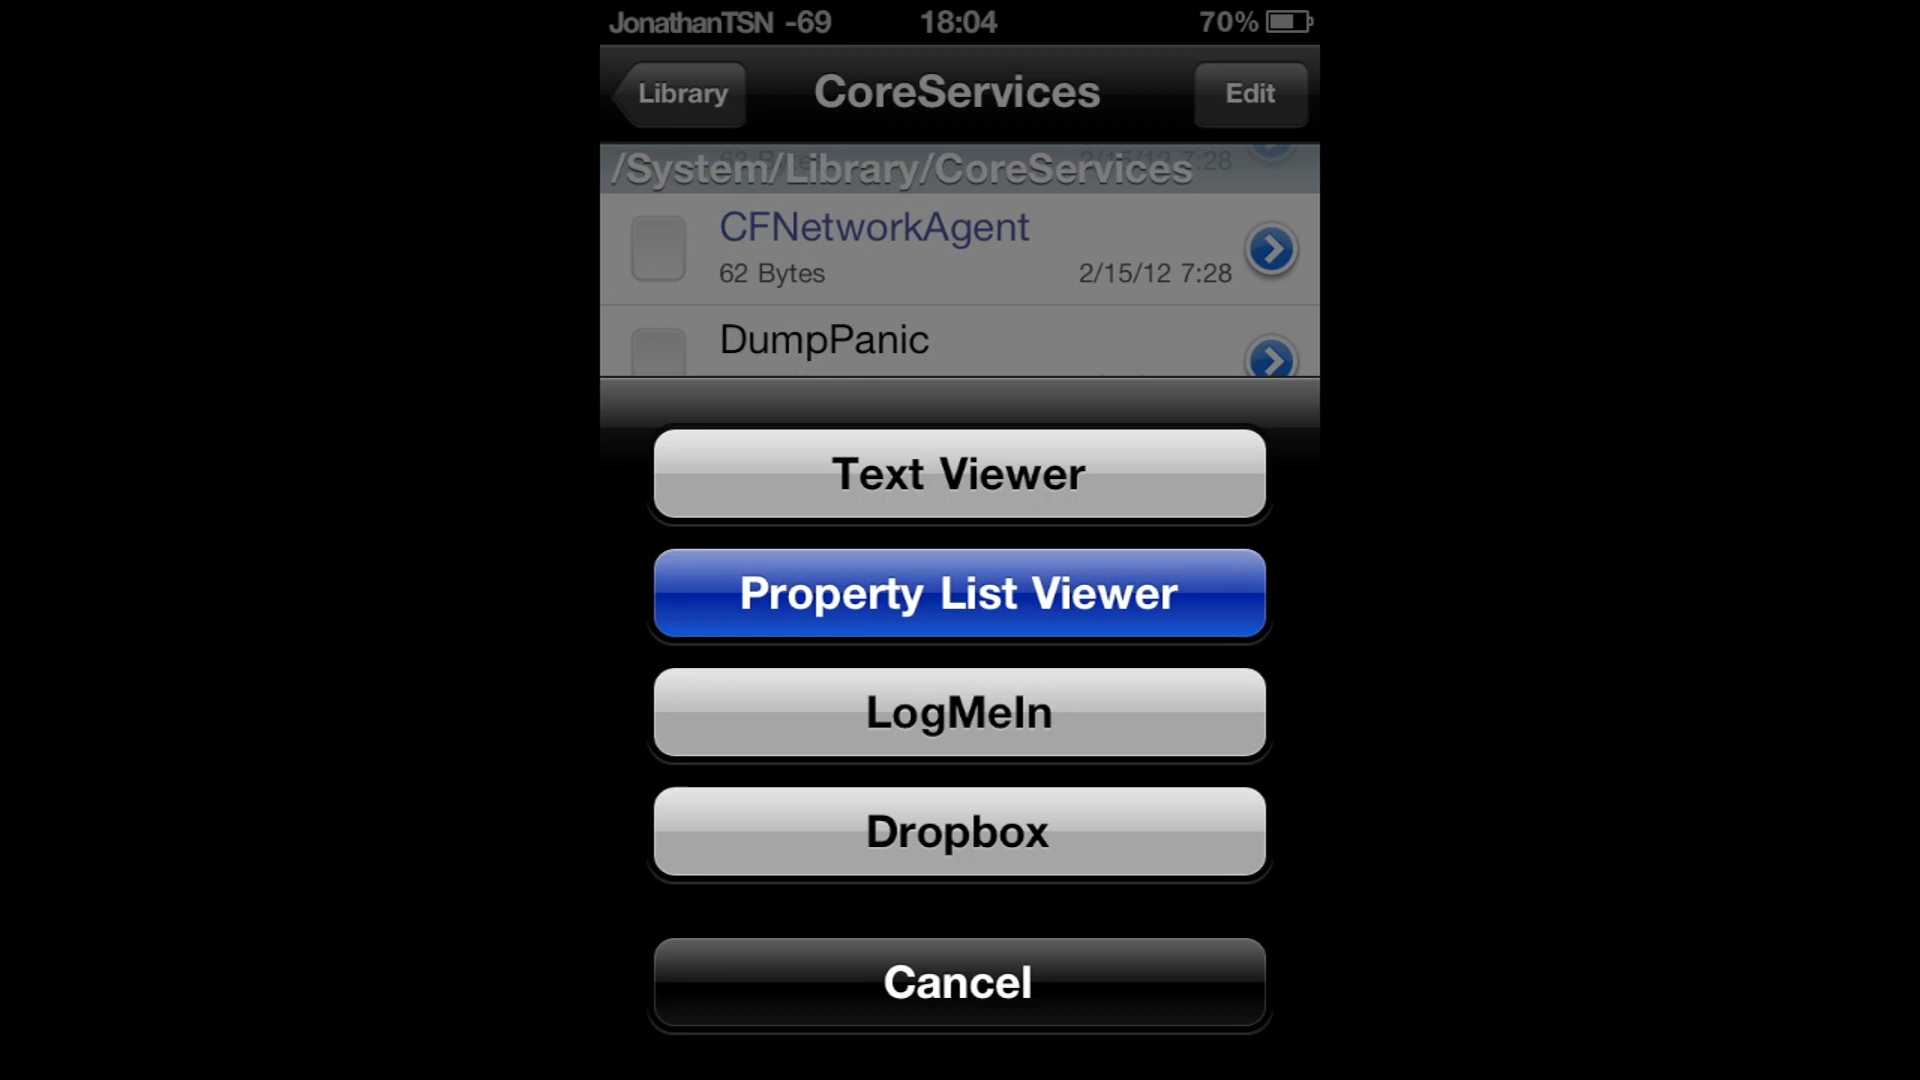 JonathanTSN -69 18:04 70%
Library CoreServices Edit
/System/Library/CoreServices
CFNetworkAgent
62 Bytes 2/15/12 7:28
DumpPanic
Text Viewer
Property List Viewer
LogMeIn
Dropbox
Cancel